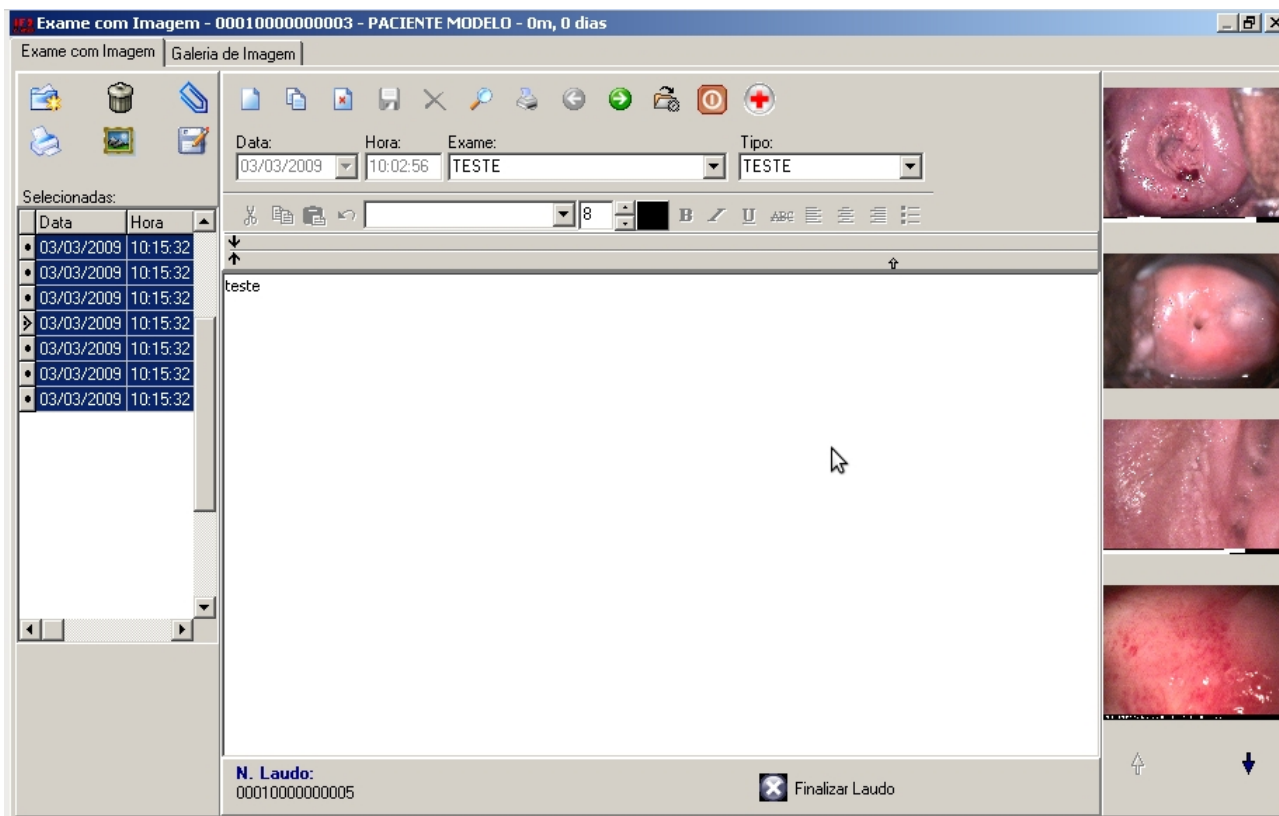 Exame com Imagem - 00010000000003 - PACIENTE MODELO - 0m, 0 dias
Exame com Imagem Galeria de Imagem
Data: Hora: Exame: Tipo:
03/03/2009 10:02:56 TESTE TESTE
Selecionadas:
8 B I U ABC
Data Hora
03/03/2009 10:15:32
03/03/2009 10:15:32
03/03/2009 10:15:32
03/03/2009 10:15:32
03/03/2009 10:15:32
03/03/2009 10:15:32
03/03/2009 10:15:32
teste
N. Laudo:
00010000000005
Finalizar Laudo